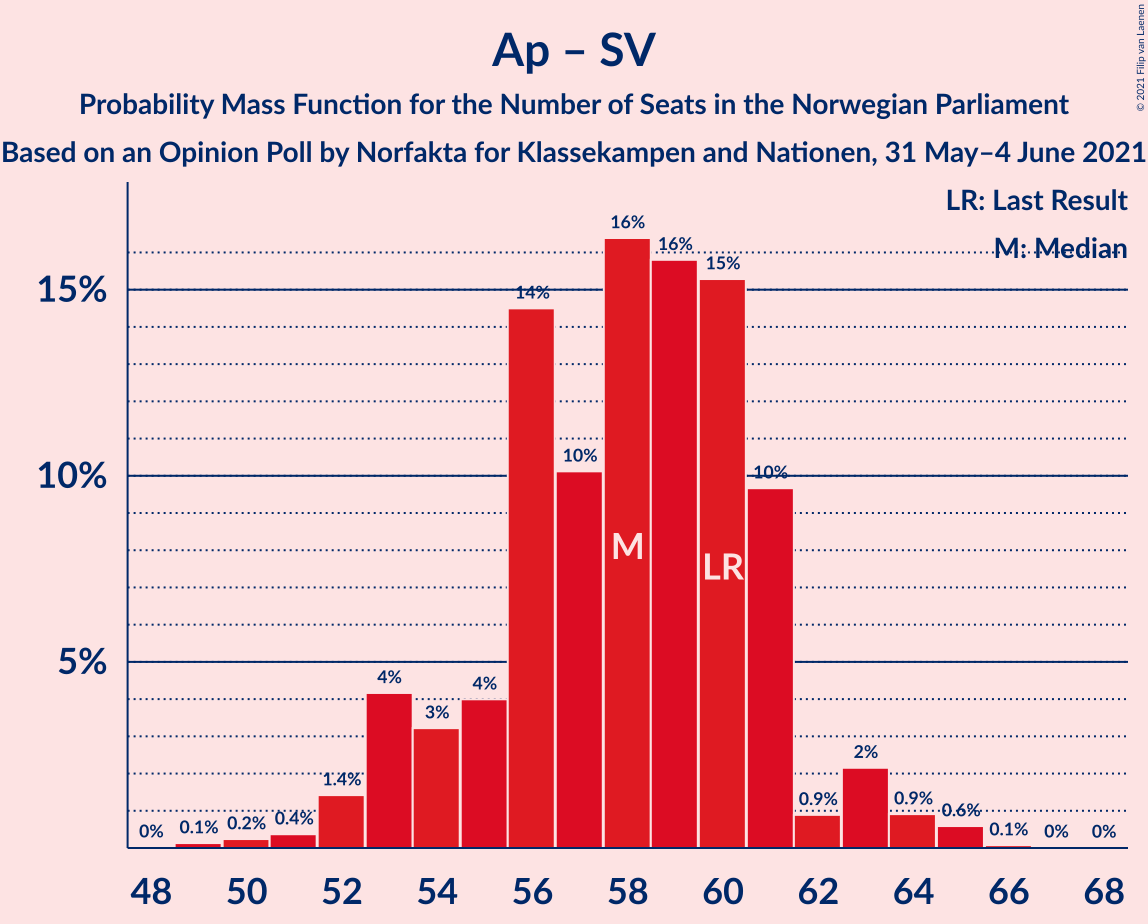 Ap – SV
Probability Mass Function for the Number of Seats in the Norwegian Parliament
Based on an Opinion Poll by Norfakta for Klassekampen and Nationen, 31 May–4 June 2021
© 2021 Filip van Laenen
LR: Last Result
M: Median
15%
10%
5%
0% 0.1% 0.2% 0.4% 1.4% 4% 3% 4% 14% 10% 16% 16% 15% 10% 0.9% 2% 0.9% 0.6% 0.1% 0% 0%
M LR
48 50 52 54 56 58 60 62 64 66 68